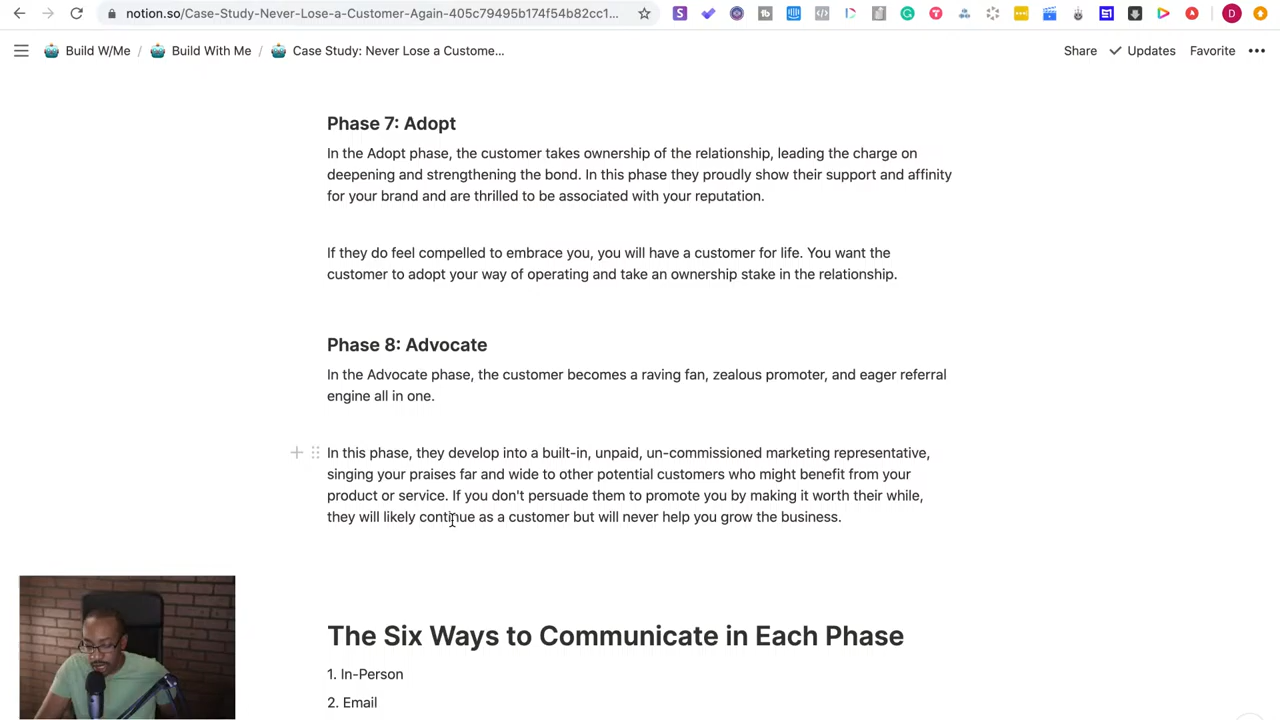 notion.so/Case-Study-Never-Lose-a-Customer-Again-405c79495b174f54b82cc1...
Build W/Me / Build With Me / Case Study: Never Lose a Custome...
Share Updates Favorite
Phase 7: Adopt
In the Adopt phase, the customer takes ownership of the relationship, leading the charge on
deepening and strengthening the bond. In this phase they proudly show their support and affinity
for your brand and are thrilled to be associated with your reputation.
If they do feel compelled to embrace you, you will have a customer for life. You want the
customer to adopt your way of operating and take an ownership stake in the relationship.
Phase 8: Advocate
In the Advocate phase, the customer becomes a raving fan, zealous promoter, and eager referral
engine all in one.
In this phase, they develop into a built-in, unpaid, un-commissioned marketing representative,
singing your praises far and wide to other potential customers who might benefit from your
product or service. If you don't persuade them to promote you by making it worth their while,
they will likely continue as a customer but will never help you grow the business.
The Six Ways to Communicate in Each Phase
1. In-Person
2. Email